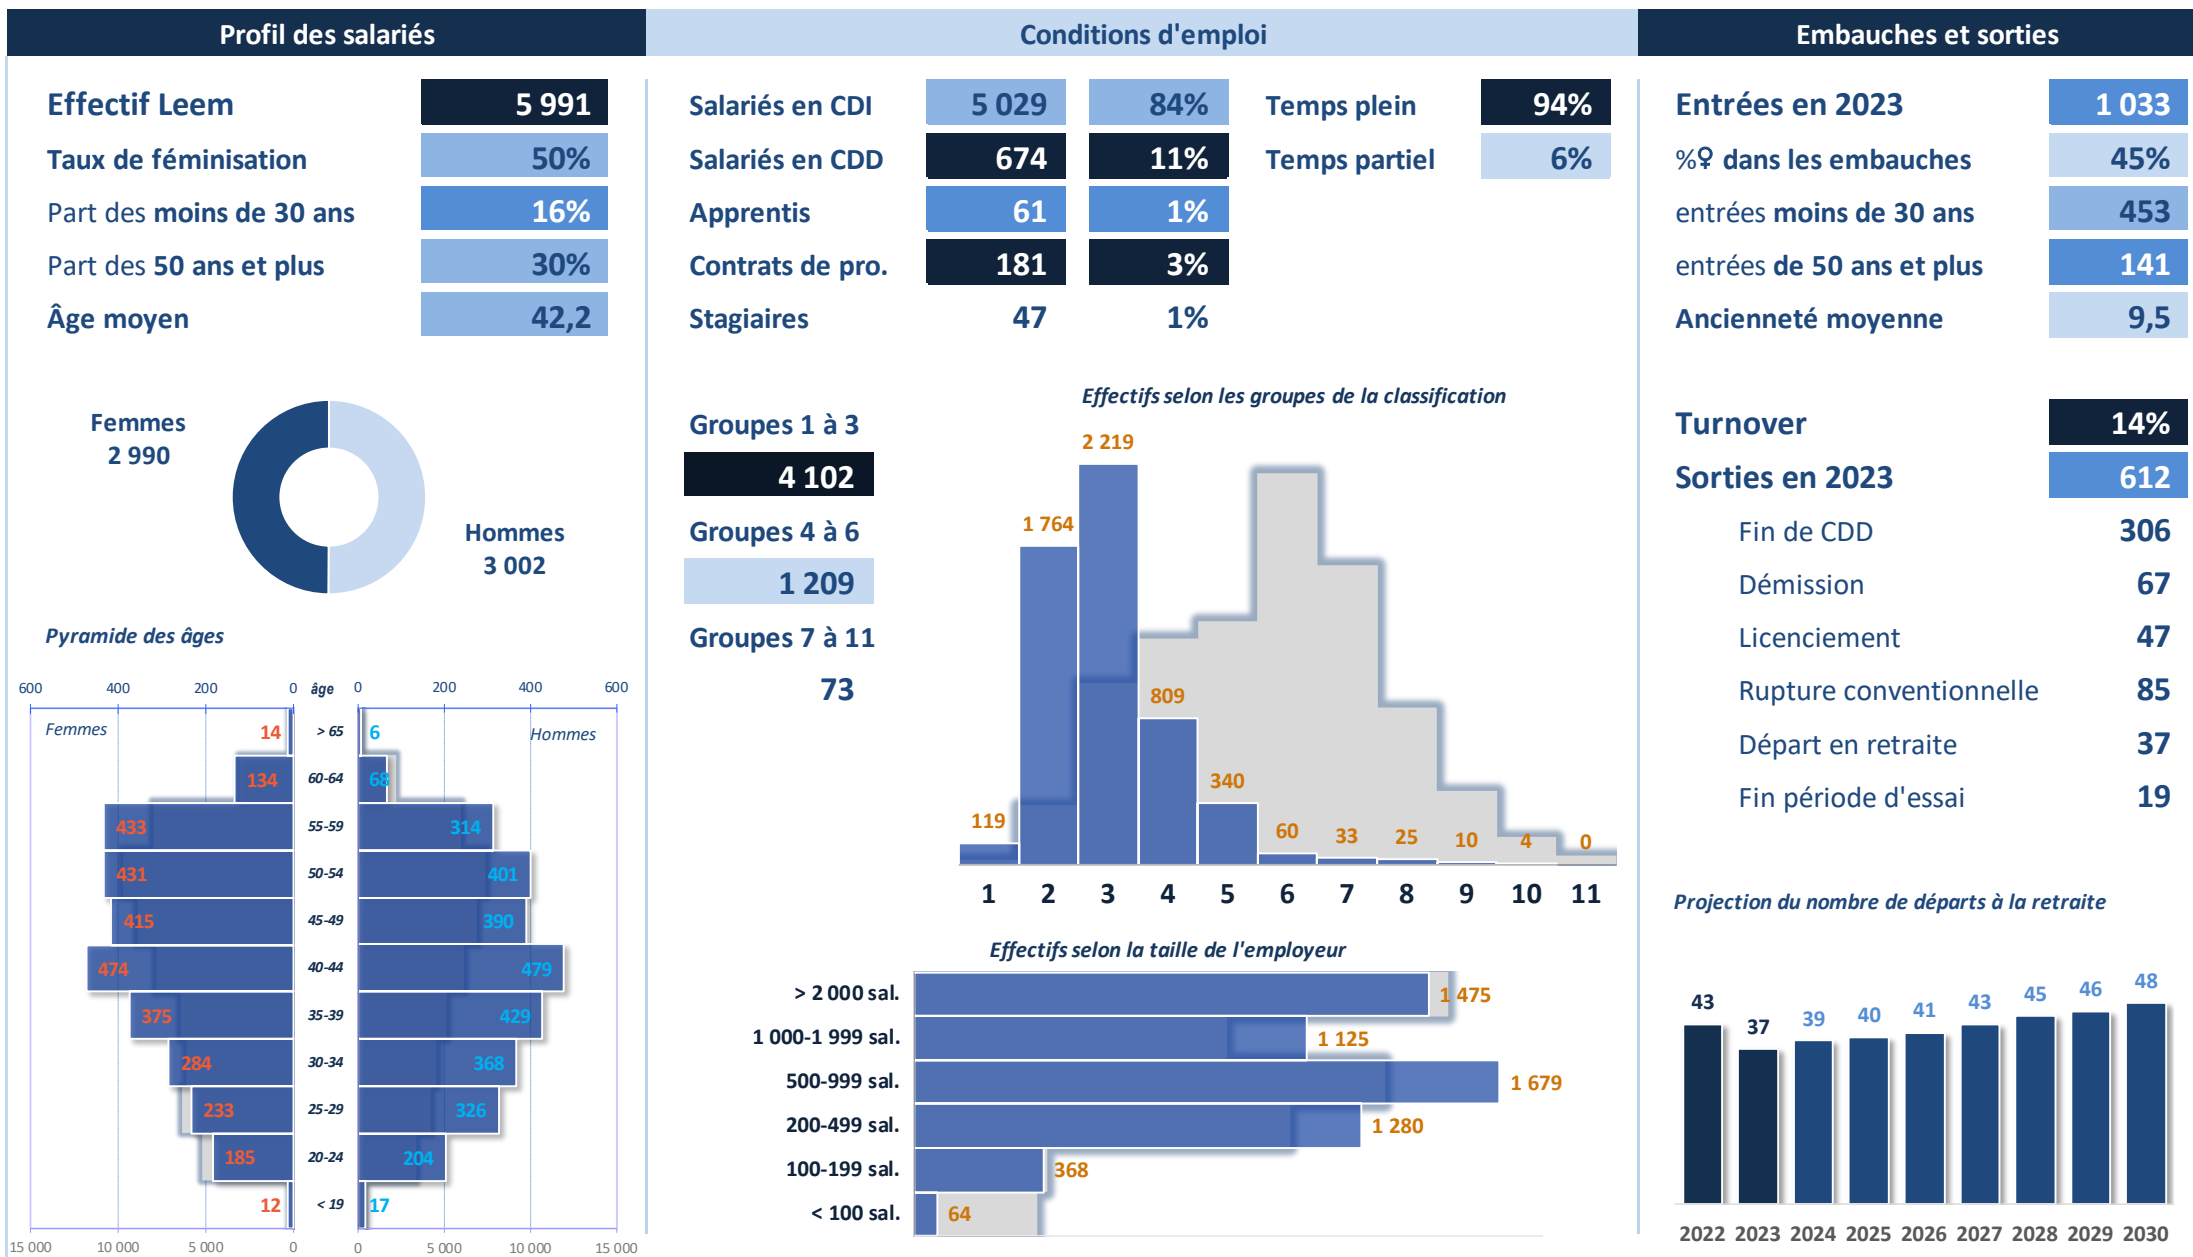 Profil des salariés
Effectif Leem 5 991
Taux de féminisation 50%
Part des moins de 30 ans 16%
Part des 50 ans et plus 30%
Âge moyen 42,2
Femmes
2 990
Hommes
3 002
Pyramide des âges
600 400 200 0 âge 0 200 400 600
Femmes
Hommes
14 > 65 6
134 60-64 68
433 55-59 314
431 50-54 401
415 45-49 390
474 40-44 479
375 35-39 429
284 30-34 368
233 25-29 326
185 20-24 204
12 < 19 17
15 000 10 000 5 000 0 0 5 000 10 000 15 000
Conditions d'emploi
Salariés en CDI 5 029 84%
Salariés en CDD 674 11%
Apprentis 61 1%
Contrats de pro. 181 3%
Stagiaires 47 1%
Temps plein 94%
Temps partiel 6%
Groupes 1 à 3
4 102
Groupes 4 à 6
1 209
Groupes 7 à 11
73
Effectifs selon les groupes de la classification
119 1 764 2 219 809 340 60 33 25 10 4 0
1 2 3 4 5 6 7 8 9 10 11
Effectifs selon la taille de l'employeur
> 2 000 sal. 1 475
1 000-1 999 sal. 1 125
500-999 sal. 1 679
200-499 sal. 1 280
100-199 sal. 368
< 100 sal. 64
Embauches et sorties
Entrées en 2023 1 033
%♀ dans les embauches 45%
entrées moins de 30 ans 453
entrées de 50 ans et plus 141
Ancienneté moyenne 9,5
Turnover 14%
Sorties en 2023 612
Fin de CDD 306
Démission 67
Licenciement 47
Rupture conventionnelle 85
Départ en retraite 37
Fin période d'essai 19
Projection du nombre de départs à la retraite
43 37 39 40 41 43 45 46 48
2022 2023 2024 2025 2026 2027 2028 2029 2030